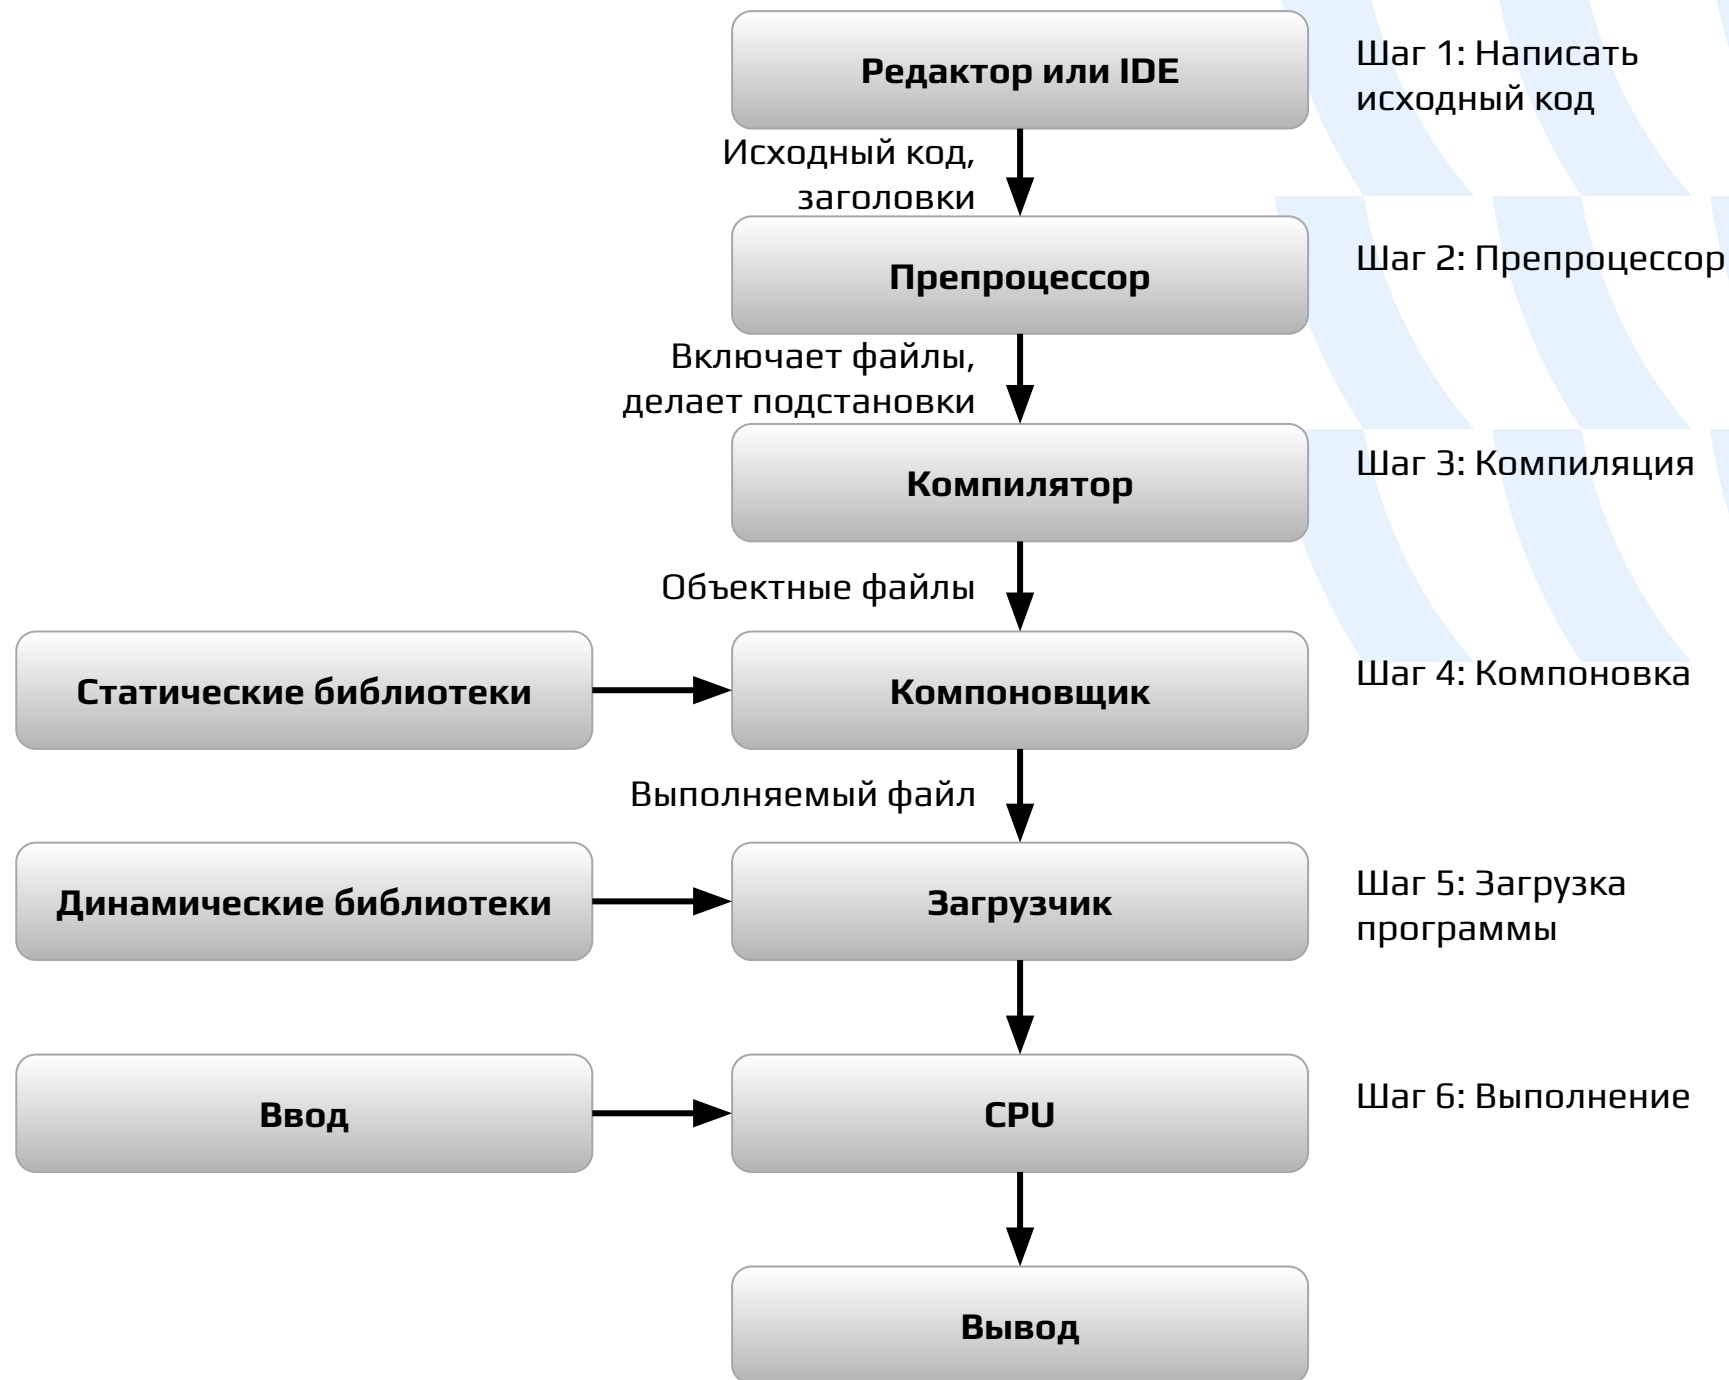 Редактор или IDE
Шаг 1: Написать
исходный код
Исходный код,
заголовки
Препроцессор
Шаг 2: Препроцессор
Включает файлы,
делает подстановки
Компилятор
Шаг 3: Компиляция
Объектные файлы
Статические библиотеки
Компоновщик
Шаг 4: Компоновка
Выполняемый файл
Динамические библиотеки
Загрузчик
Шаг 5: Загрузка
программы
Ввод
CPU
Шаг 6: Выполнение
Вывод